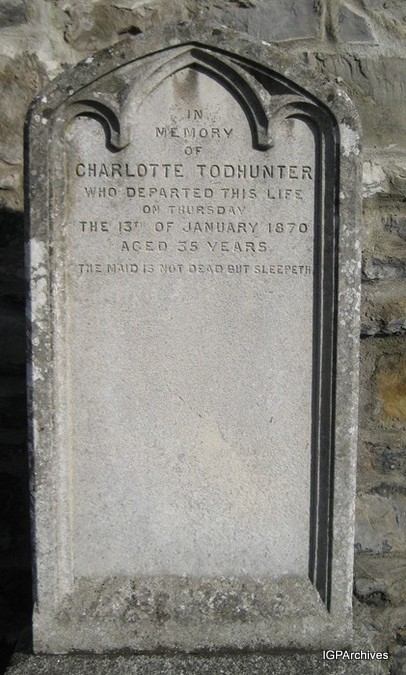 IN
MEMORY
OF
CHARLOTTE TODHUNTER
WHO DEPARTED THIS LIFE
ON THURSDAY
THE 13TH OF JANUARY 1870
AGED 35 YEARS.
THE MAID IS NOT DEAD BUT SLEEPETH.
IGPArchives